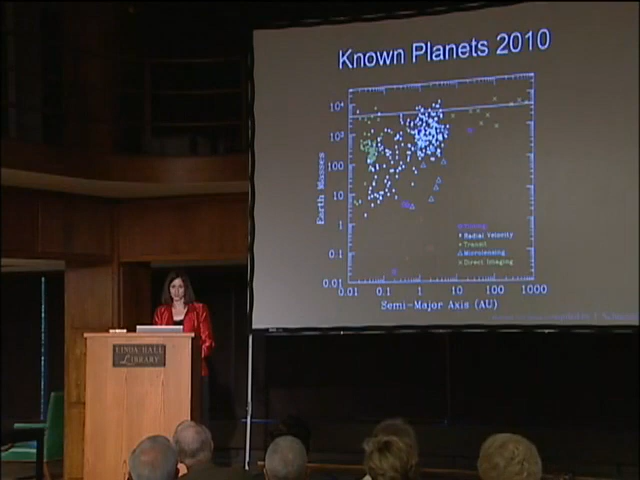 Known Planets 2010
10⁴
10³
100
10
1
0.1
0.01
Earth Masses
Timing
Radial Velocity
Transit
Microlensing
Direct Imaging
0.01 0.1 1 10 100 1000
Semi-Major Axis (AU)
LINDA HALL
LIBRARY